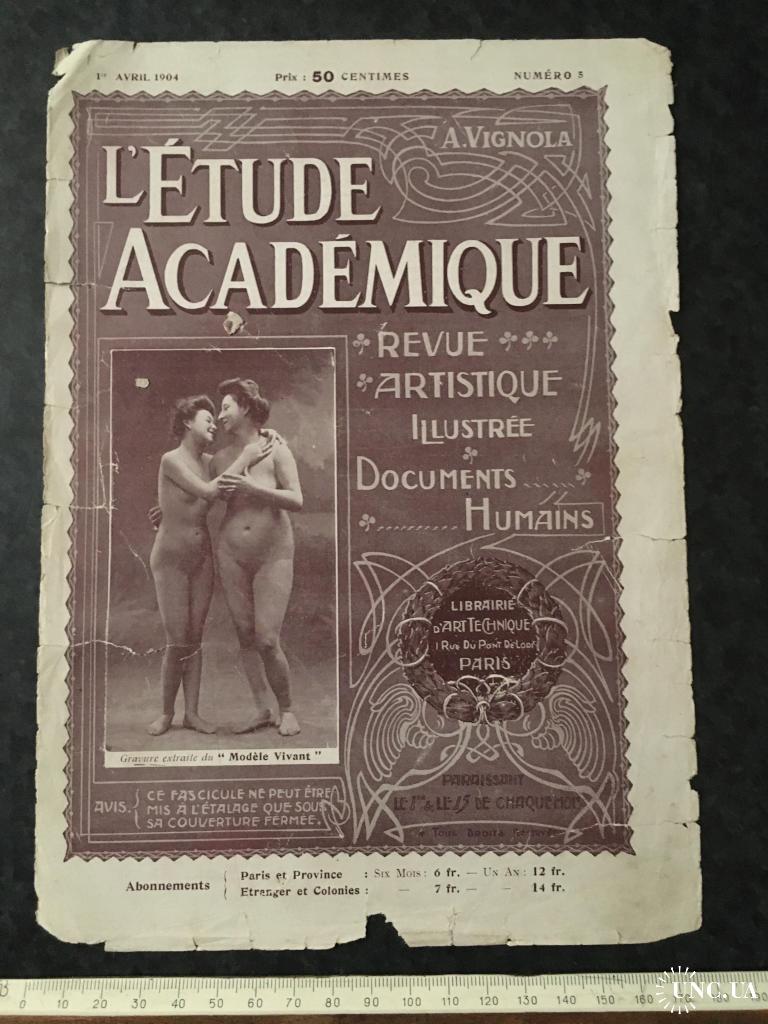 1er AVRIL 1904 Prix : 50 CENTIMES NUMÉRO 5
A. VIGNOLA
L'ÉTUDE
ACADÉMIQUE
REVUE
ARTISTIQUE
ILLUSTRÉE
DOCUMENTS
HUMAINS
LIBRAIRIE
D'ART TECHNIQUE
1 RUE DU PONT DE LODI
PARIS
Gravure extraite du " Modèle Vivant "
AVIS. { CE FASCICULE NE PEUT ÊTRE
MIS A L'ÉTALAGE QUE SOUS
SA COUVERTURE FERMÉE.
PARAISSANT
LE 1er & LE 15 DE CHAQUE MOIS
Tous Droits Réservés
Abonnements { Paris et Province : Six Mois : 6 fr. — Un An : 12 fr.
Etranger et Colonies : — 7 fr. — — 14 fr.
0 10 20 30 40 50 60 70 80 90 100 110 120 130 140 150 160
UNC.UA